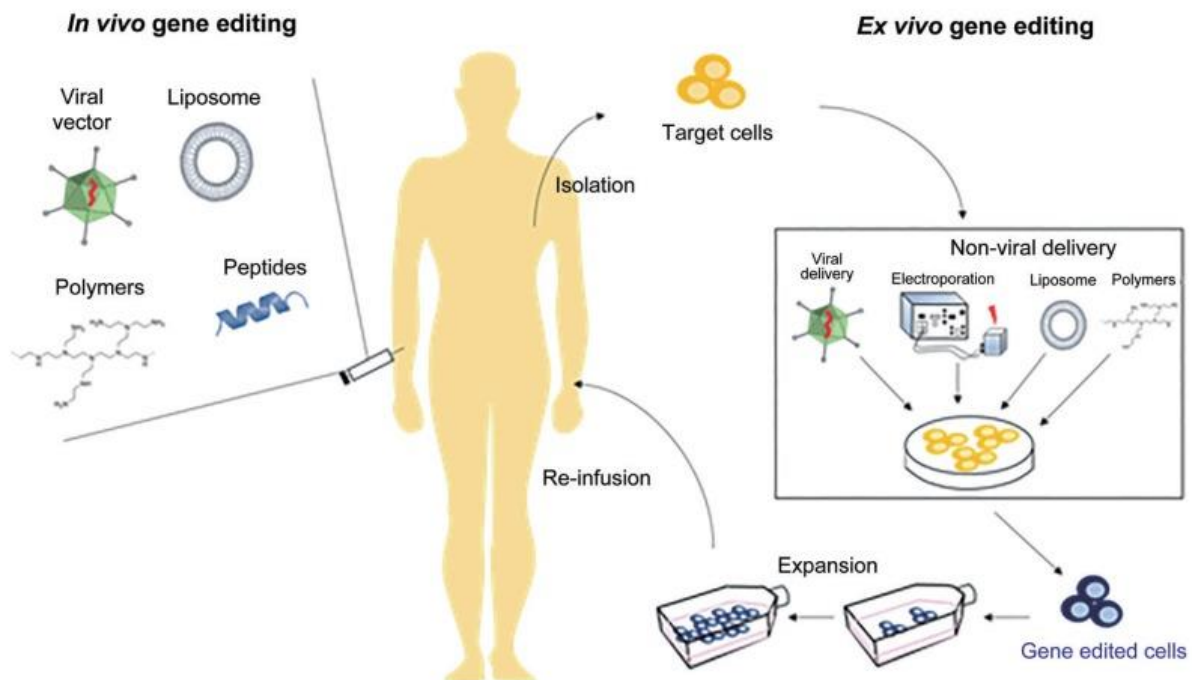 In vivo gene editing
Viral
vector
Liposome
Polymers
Peptides
Ex vivo gene editing
Target cells
Isolation
Non-viral delivery
Viral
delivery
Electroporation
Liposome
Polymers
Re-infusion
Expansion
Gene edited cells